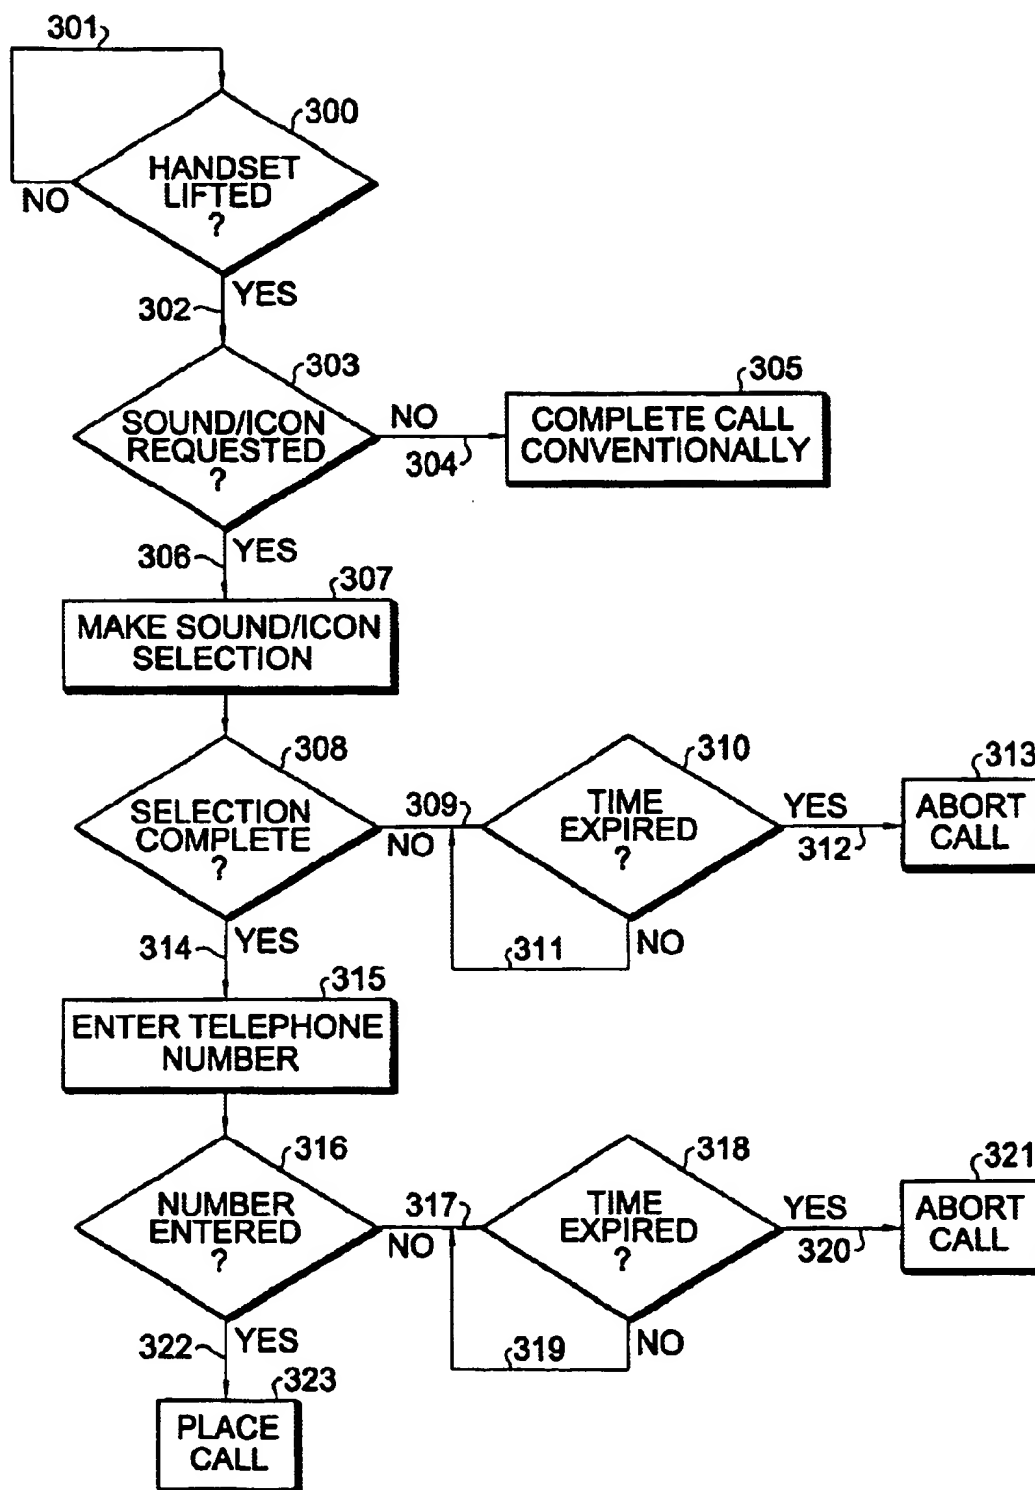 301
300
HANDSET
LIFTED
?
NO
YES
302
303
SOUND/ICON
REQUESTED
?
NO
304
305
COMPLETE CALL
CONVENTIONALLY
306
YES
307
MAKE SOUND/ICON
SELECTION
308
SELECTION
COMPLETE
?
309
NO
310
TIME
EXPIRED
?
YES
312
313
ABORT
CALL
311
NO
314
YES
315
ENTER TELEPHONE
NUMBER
316
NUMBER
ENTERED
?
317
NO
318
TIME
EXPIRED
?
YES
320
321
ABORT
CALL
319
NO
322
YES
323
PLACE
CALL